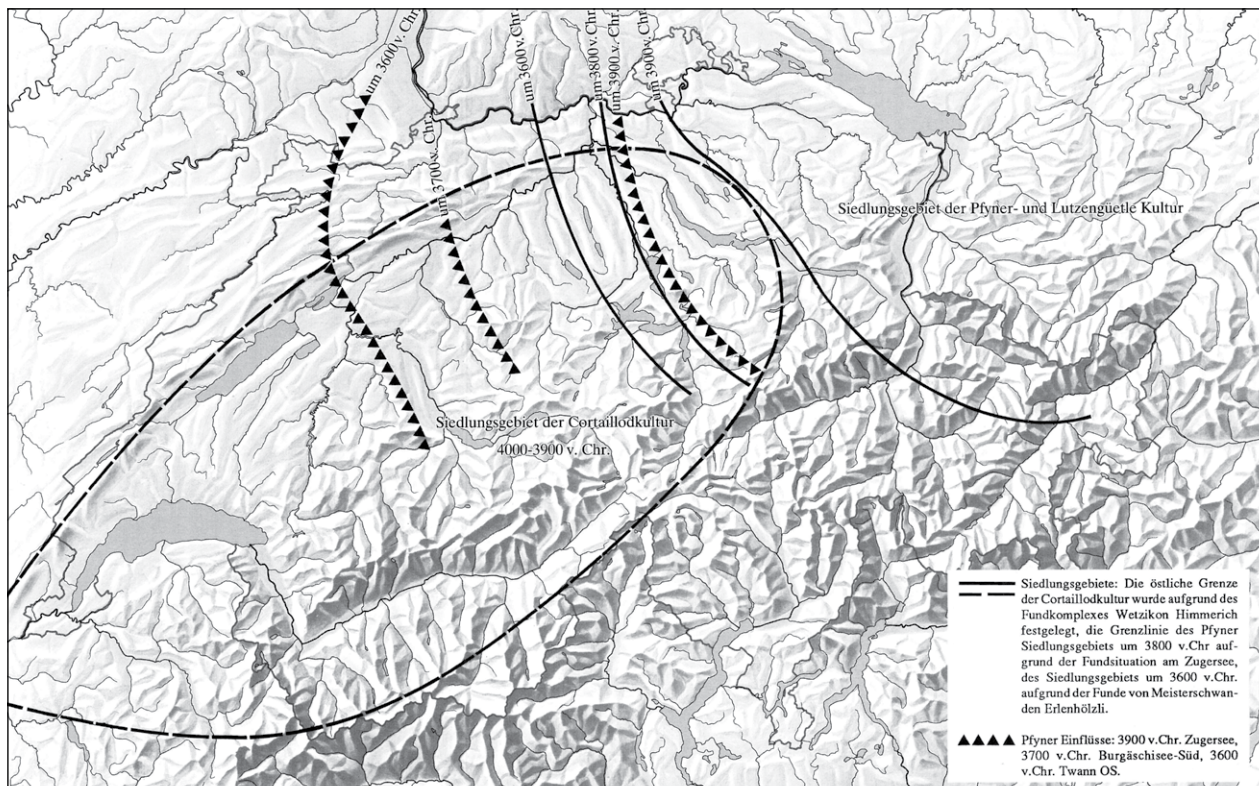 um 3600 v. Chr.
um 3700 v. Chr.
um 3600 v. Chr.
um 3800 v. Chr.
um 3900 v. Chr.
um 3900 v. Chr.
Siedlungsgebiet der Pfyner- und Lutzengüetle Kultur
Siedlungsgebiet der Cortaillodkultur
4000-3900 v. Chr.
Siedlungsgebiete: Die östliche Grenze
der Cortaillodkultur wurde aufgrund des
Fundkomplexes Wetzikon Himmerich
festgelegt, die Grenzlinie des Pfyner
Siedlungsgebiets um 3800 v.Chr auf-
grund der Fundsituation am Zugersee,
des Siedlungsgebiets um 3600 v.Chr.
aufgrund der Funde von Meisterschwan-
den Erlenhölzli.
Pfyner Einflüsse: 3900 v.Chr. Zugersee,
3700 v.Chr. Burgäschisee-Süd, 3600
v.Chr. Twann OS.